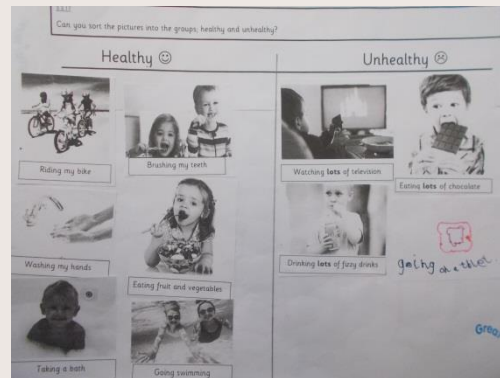 Can you sort the pictures into the groups, healthy and unhealthy?
Healthy ☺
Unhealthy ☹
Riding my bike
Brushing my teeth
Watching lots of television
Eating lots of chocolate
Washing my hands
Eating fruit and vegetables
Drinking lots of fizzy drinks
going on a
Taking a bath
Going swimming